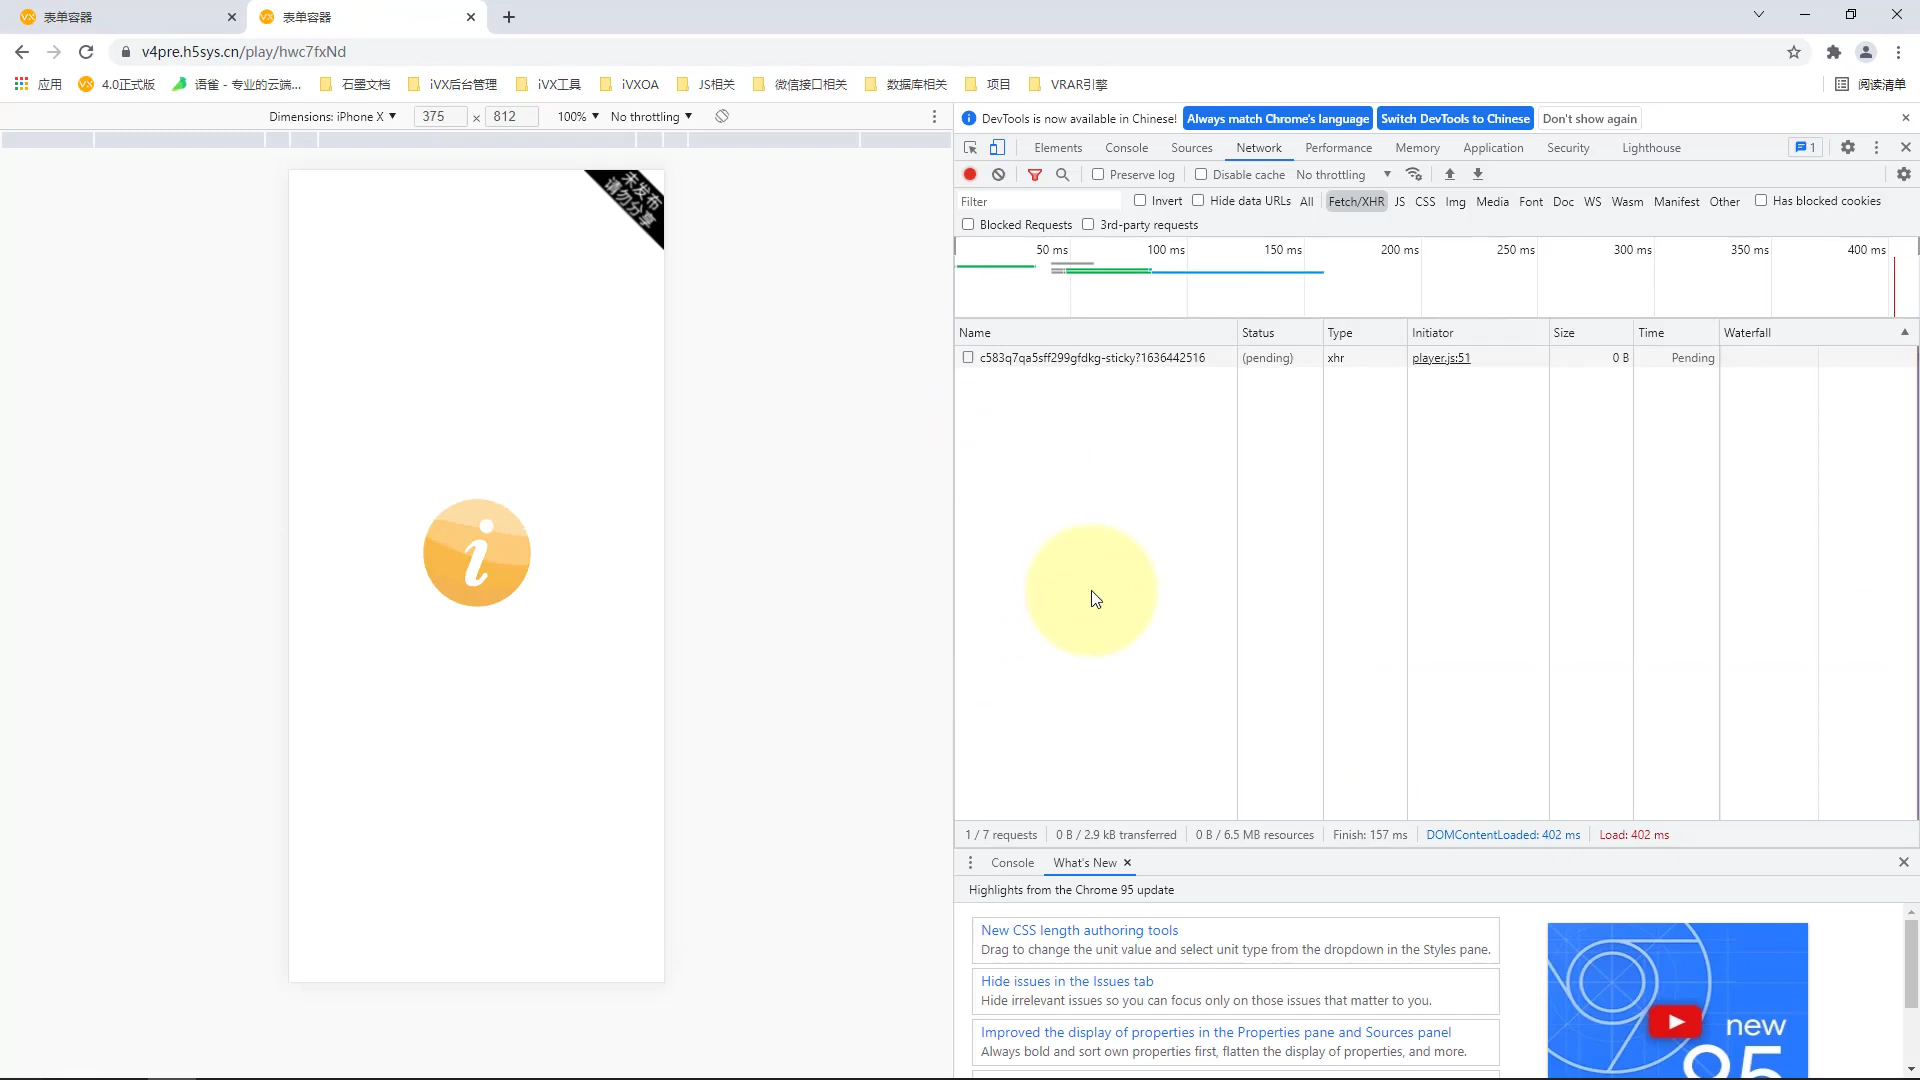 表单容器
表单容器
v4pre.h5sys.cn/play/hwc7fxNd
应用 4.0正式版 语雀 - 专业的云端... 石墨文档 iVX后台管理 iVX工具 iVXOA JS相关 微信接口相关 数据库相关 项目 VRAR引擎 阅读清单
Dimensions: iPhone X 375 × 812 100% No throttling
未发布
请勿分享
DevTools is now available in Chinese! Always match Chrome's language Switch DevTools to Chinese Don't show again
Elements Console Sources Network Performance Memory Application Security Lighthouse 1
Preserve log Disable cache No throttling
Filter Invert Hide data URLs All Fetch/XHR JS CSS Img Media Font Doc WS Wasm Manifest Other Has blocked cookies
Blocked Requests 3rd-party requests
50 ms 100 ms 150 ms 200 ms 250 ms 300 ms 350 ms 400 ms
Name Status Type Initiator Size Time Waterfall
c583q7qa5sff299gfdkg-sticky?1636442516 (pending) xhr player.js:51 0 B Pending
1 / 7 requests 0 B / 2.9 kB transferred 0 B / 6.5 MB resources Finish: 157 ms DOMContentLoaded: 402 ms Load: 402 ms
Console What's New
Highlights from the Chrome 95 update
New CSS length authoring tools
Drag to change the unit value and select unit type from the dropdown in the Styles pane.
Hide issues in the Issues tab
Hide irrelevant issues so you can focus only on those issues that matter to you.
Improved the display of properties in the Properties pane and Sources panel
Always bold and sort own properties first, flatten the display of properties, and more.
new
95